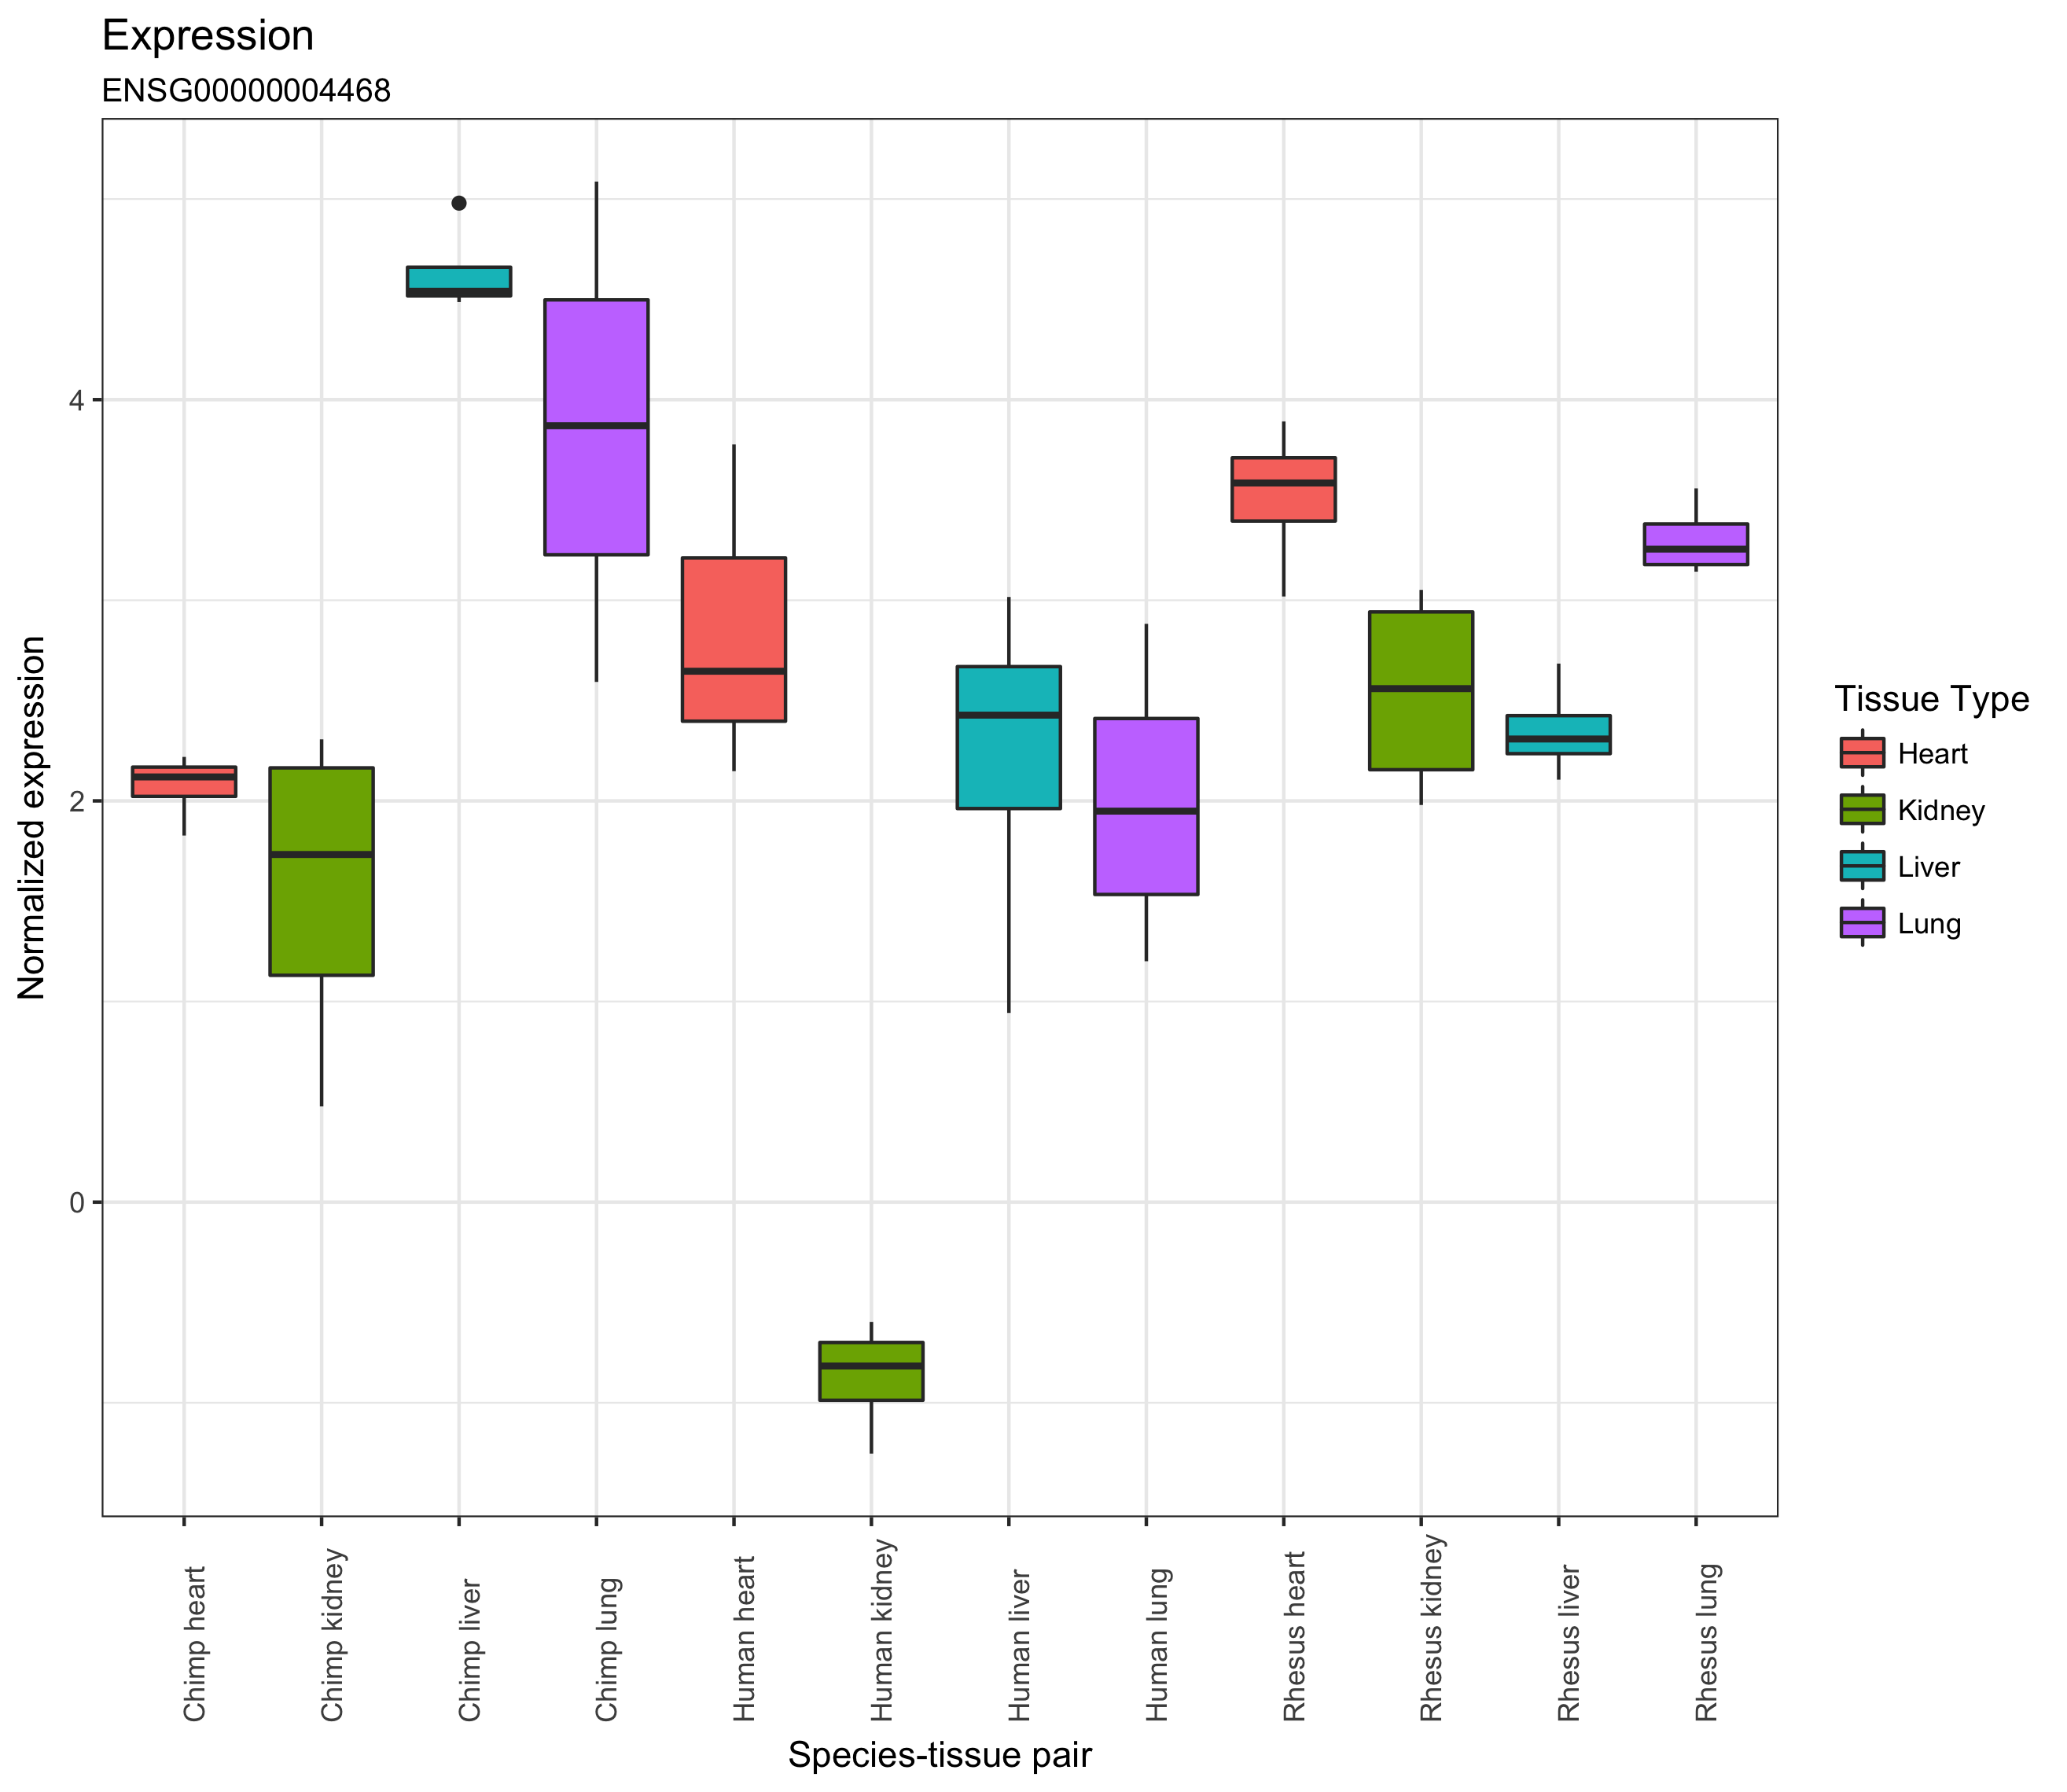 Expression
ENSG00000004468
Normalized expression
4
2
0
Chimp heart
Chimp kidney
Chimp liver
Chimp lung
Human heart
Human kidney
Human liver
Human lung
Rhesus heart
Rhesus kidney
Rhesus liver
Rhesus lung
Species-tissue pair
Tissue Type
Heart
Kidney
Liver
Lung